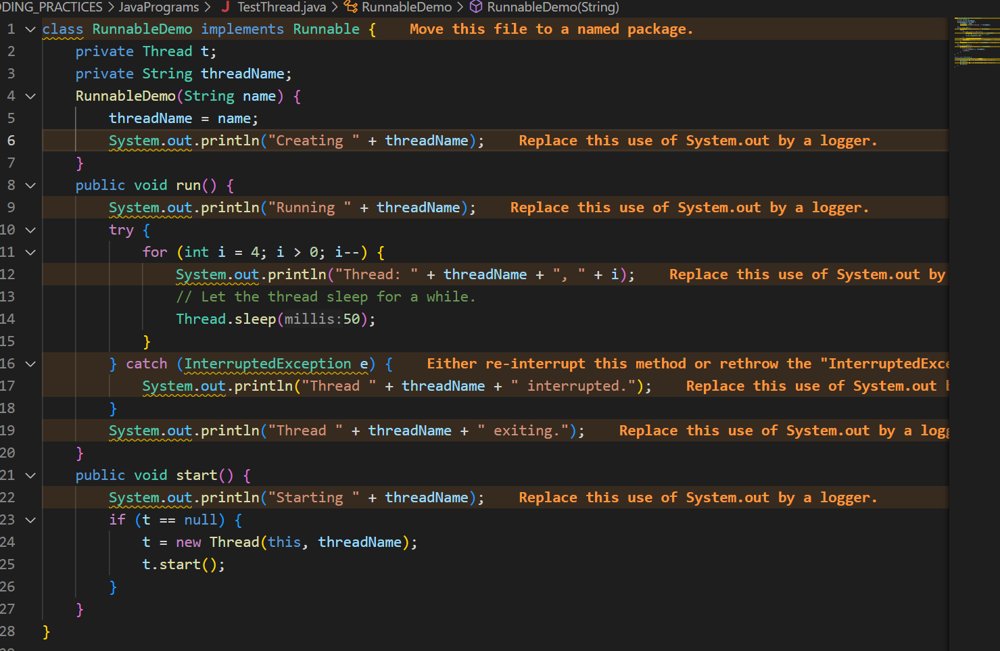 DING_PRACTICES > JavaPrograms > J TestThread.java > RunnableDemo > RunnableDemo(String)
1 class RunnableDemo implements Runnable { Move this file to a named package.
2 private Thread t;
3 private String threadName;
4 RunnableDemo(String name) {
5 threadName = name;
6 System.out.println("Creating " + threadName); Replace this use of System.out by a logger.
7 }
8 public void run() {
9 System.out.println("Running " + threadName); Replace this use of System.out by a logger.
10 try {
11 for (int i = 4; i > 0; i--) {
12 System.out.println("Thread: " + threadName + ", " + i); Replace this use of System.out by
13 // Let the thread sleep for a while.
14 Thread.sleep(millis:50);
15 }
16 } catch (InterruptedException e) { Either re-interrupt this method or rethrow the "InterruptedExce
17 System.out.println("Thread " + threadName + " interrupted."); Replace this use of System.out
18 }
19 System.out.println("Thread " + threadName + " exiting."); Replace this use of System.out by a logg
20 }
21 public void start() {
22 System.out.println("Starting " + threadName); Replace this use of System.out by a logger.
23 if (t == null) {
24 t = new Thread(this, threadName);
25 t.start();
26 }
27 }
28 }